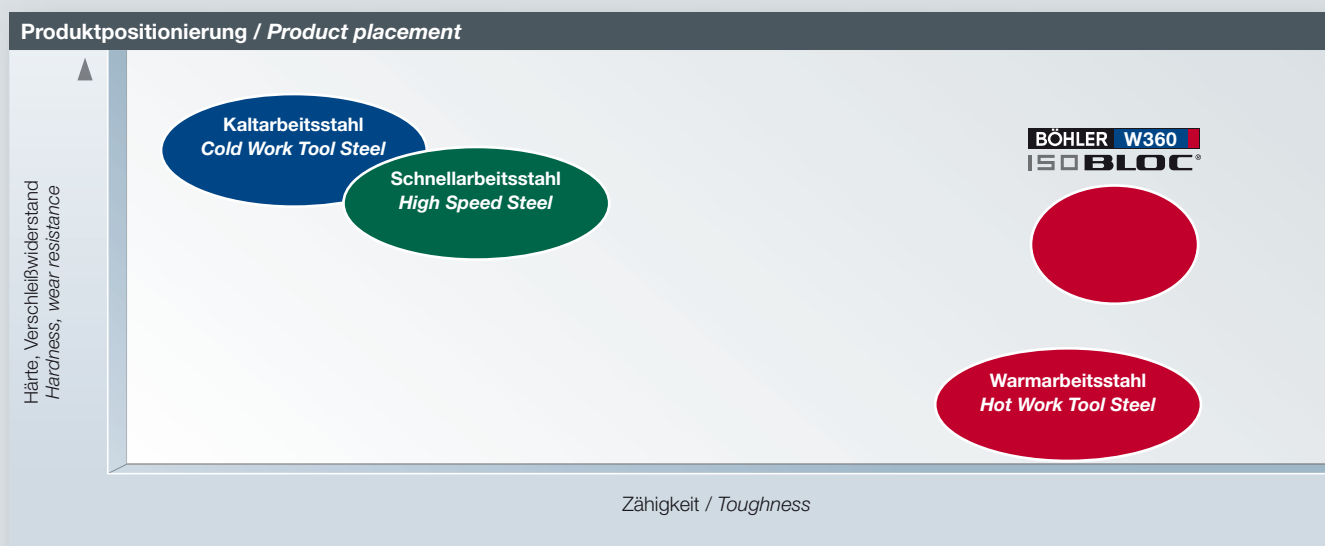 Produktpositionierung / Product placement
Härte, Verschleißwiderstand
Hardness, wear resistance
Kaltarbeitsstahl
Cold Work Tool Steel
Schnellarbeitsstahl
High Speed Steel
BÖHLER W360
ISOBLOC®
Warmarbeitsstahl
Hot Work Tool Steel
Zähigkeit / Toughness